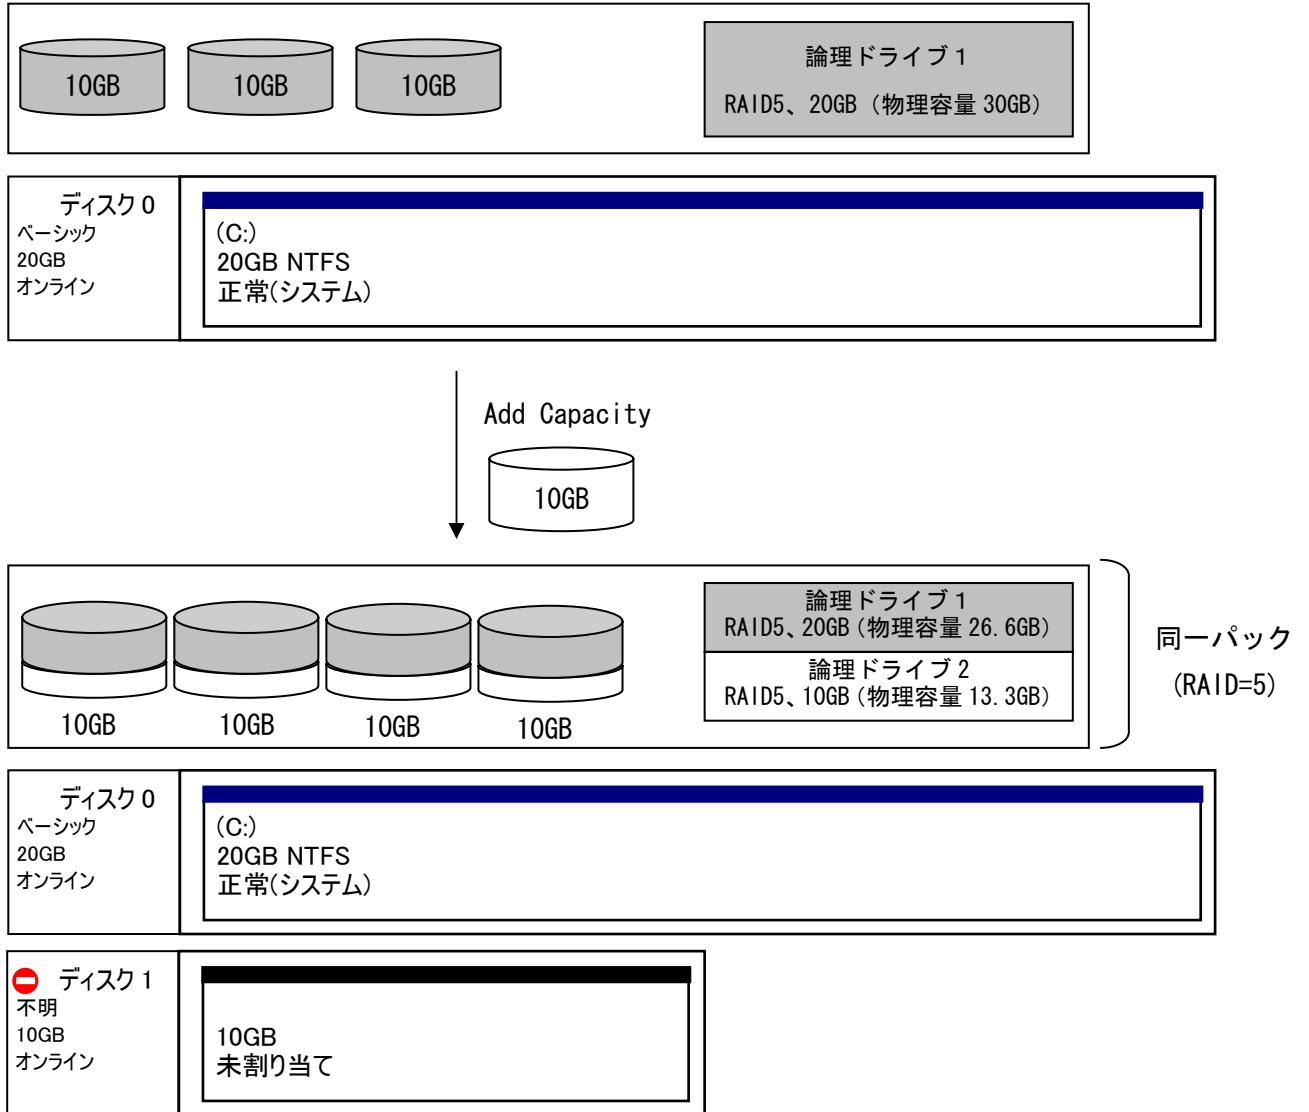 10GB
10GB
10GB
論理ドライブ 1
RAID5、20GB (物理容量 30GB)
ディスク 0
ベーシック
20GB
オンライン
(C:)
20GB NTFS
正常(システム)
Add Capacity
10GB
論理ドライブ 1
RAID5、20GB (物理容量 26.6GB)
論理ドライブ 2
RAID5、10GB (物理容量 13.3GB)
10GB
10GB
10GB
10GB
同一パック
(RAID=5)
ディスク 0
ベーシック
20GB
オンライン
(C:)
20GB NTFS
正常(システム)
ディスク 1
不明
10GB
オンライン
10GB
未割り当て